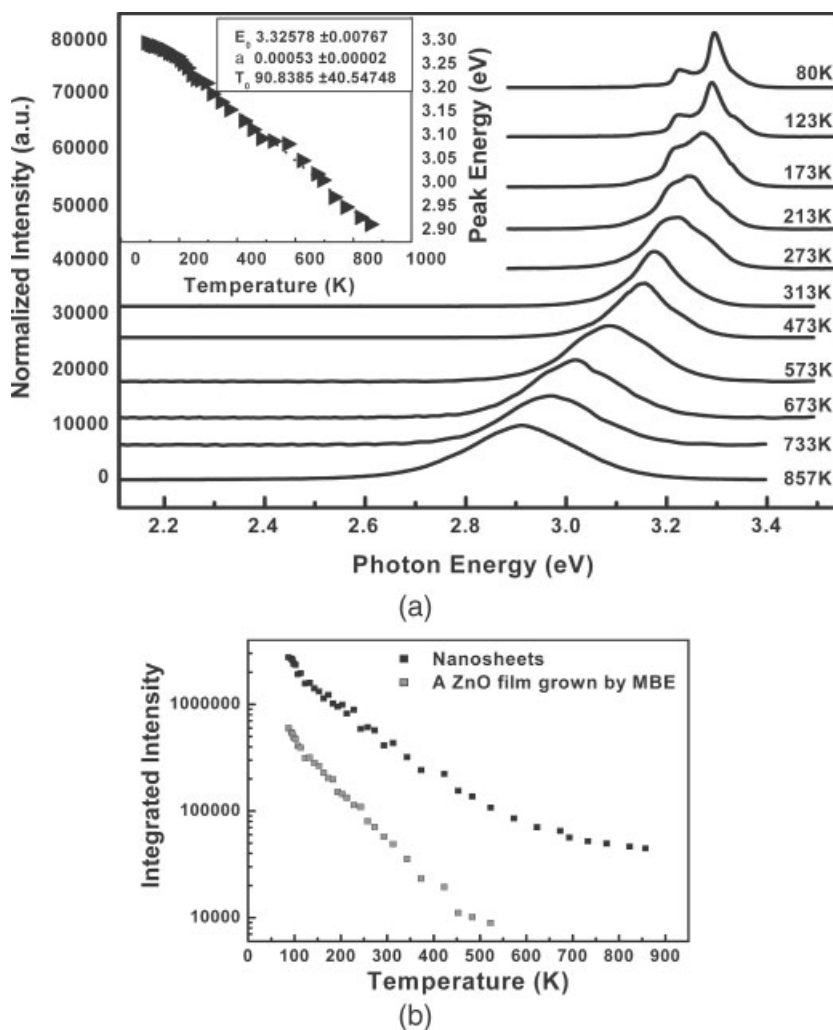 80000
70000
60000
50000
40000
30000
20000
10000
0
Normalized Intensity (a.u.)
E₀ 3.32578 ±0.00767
a 0.00053 ±0.00002
T₀ 90.8385 ±40.54748
3.30
3.20
3.20
3.10
3.05
3.00
2.95
2.90
Peak Energy (eV)
0 200 400 600 800 1000
Temperature (K)
80K
123K
173K
213K
273K
313K
473K
573K
673K
733K
857K
2.2 2.4 2.6 2.8 3.0 3.2 3.4
Photon Energy (eV)
(a)
Integrated Intensity
1000000
100000
10000
Nanosheets
A ZnO film grown by MBE
0 100 200 300 400 500 600 700 800 900
Temperature (K)
(b)